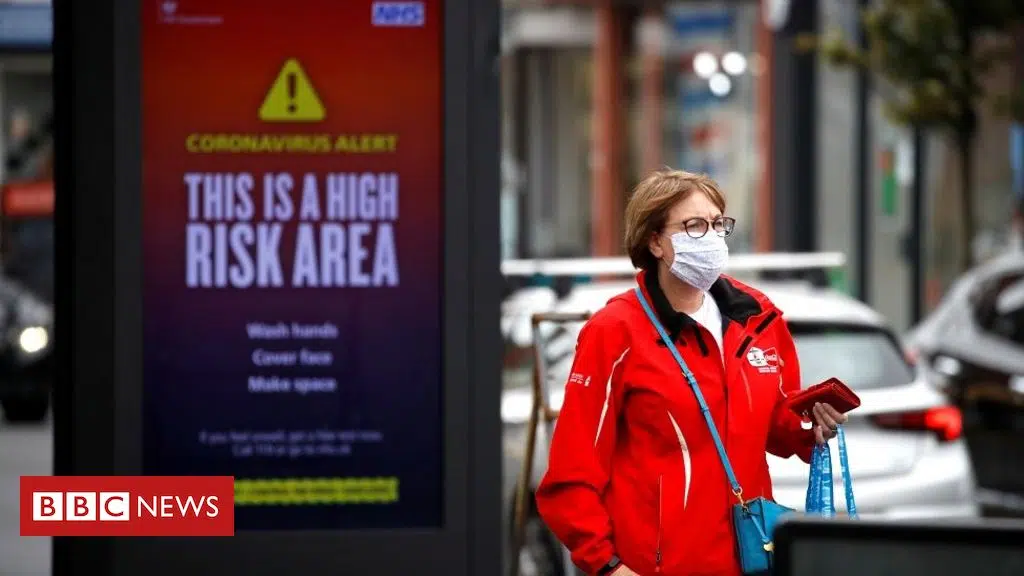 NHS
CORONAVIRUS ALERT
THIS IS A HIGH
RISK AREA
Wash hands
Cover face
Make space
BBC NEWS